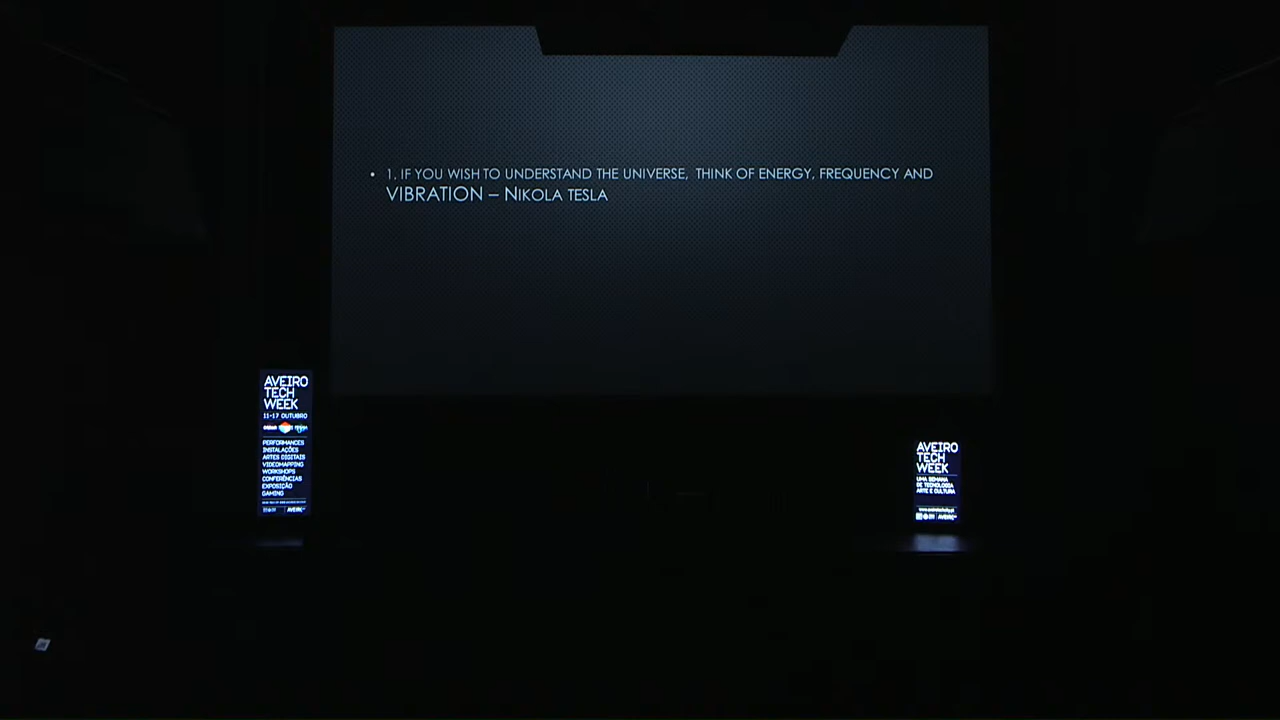 • 1. IF YOU WISH TO UNDERSTAND THE UNIVERSE, THINK OF ENERGY, FREQUENCY AND
VIBRATION – NIKOLA TESLA
AVEIRO
TECH
WEEK
11-17 OUTUBRO
PERFORMANCES
INSTALAÇÕES
ARTES DIGITAIS
VIDEOMAPPING
WORKSHOPS
CONFERÊNCIAS
EXPOSIÇÃO
GAMING
AVEIRO
AVEIRO
TECH
WEEK
UMA SEMANA
DE TECNOLOGIA
ARTE E CULTURA
AVEIRO